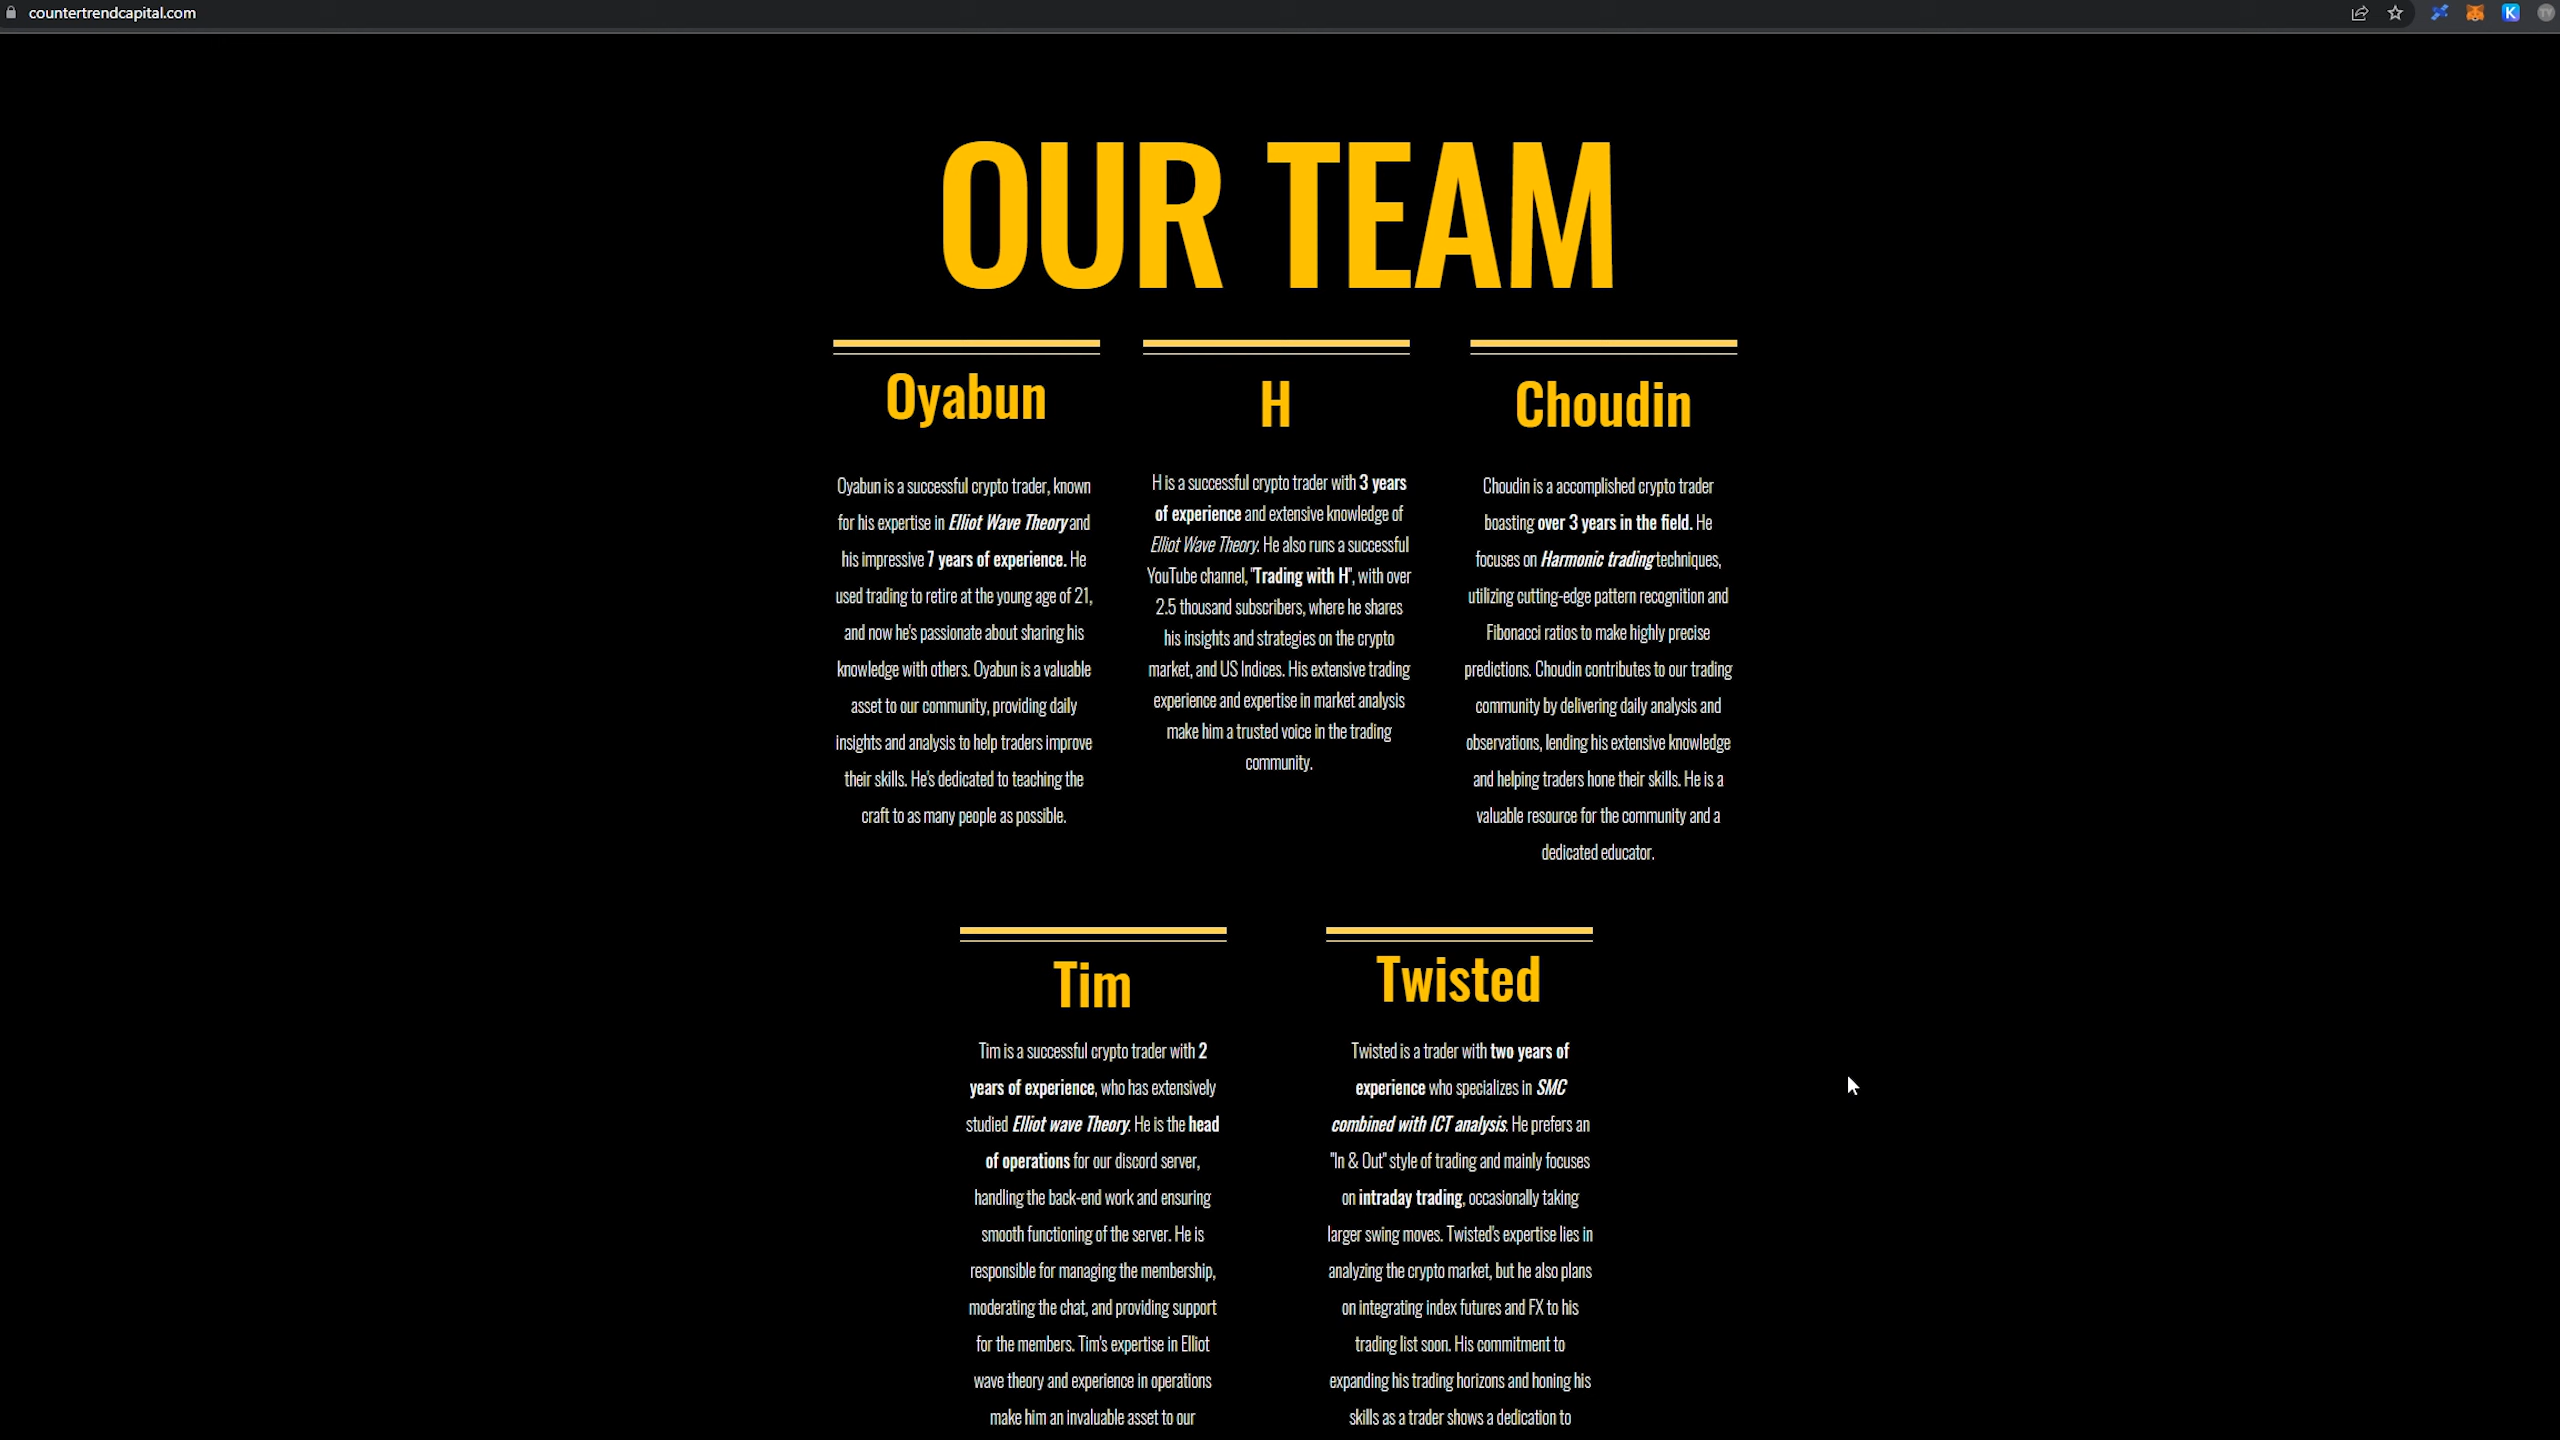 countertrendcapital.com
OUR TEAM
Oyabun
Oyabun is a successful crypto trader, known
for his expertise in Elliot Wave Theory and
his impressive 7 years of experience. He
used trading to retire at the young age of 21,
and now he's passionate about sharing his
knowledge with others. Oyabun is a valuable
asset to our community, providing daily
insights and analysis to help traders improve
their skills. He's dedicated to teaching the
craft to as many people as possible.
H
H is a successful crypto trader with 3 years
of experience and extensive knowledge of
Elliot Wave Theory. He also runs a successful
YouTube channel, "Trading with H", with over
2.5 thousand subscribers, where he shares
his insights and strategies on the crypto
market, and US Indices. His extensive trading
experience and expertise in market analysis
make him a trusted voice in the trading
community.
Choudin
Choudin is a accomplished crypto trader
boasting over 3 years in the field. He
focuses on Harmonic trading techniques,
utilizing cutting-edge pattern recognition and
Fibonacci ratios to make highly precise
predictions. Choudin contributes to our trading
community by delivering daily analysis and
observations, lending his extensive knowledge
and helping traders hone their skills. He is a
valuable resource for the community and a
dedicated educator.
Tim
Tim is a successful crypto trader with 2
years of experience, who has extensively
studied Elliot wave Theory. He is the head
of operations for our discord server,
handling the back-end work and ensuring
smooth functioning of the server. He is
responsible for managing the membership,
moderating the chat, and providing support
for the members. Tim's expertise in Elliot
wave theory and experience in operations
make him an invaluable asset to our
Twisted
Twisted is a trader with two years of
experience who specializes in SMC
combined with ICT analysis. He prefers an
"In & Out" style of trading and mainly focuses
on intraday trading, occasionally taking
larger swing moves. Twisted's expertise lies in
analyzing the crypto market, but he also plans
on integrating index futures and FX to his
trading list soon. His commitment to
expanding his trading horizons and honing his
skills as a trader shows a dedication to